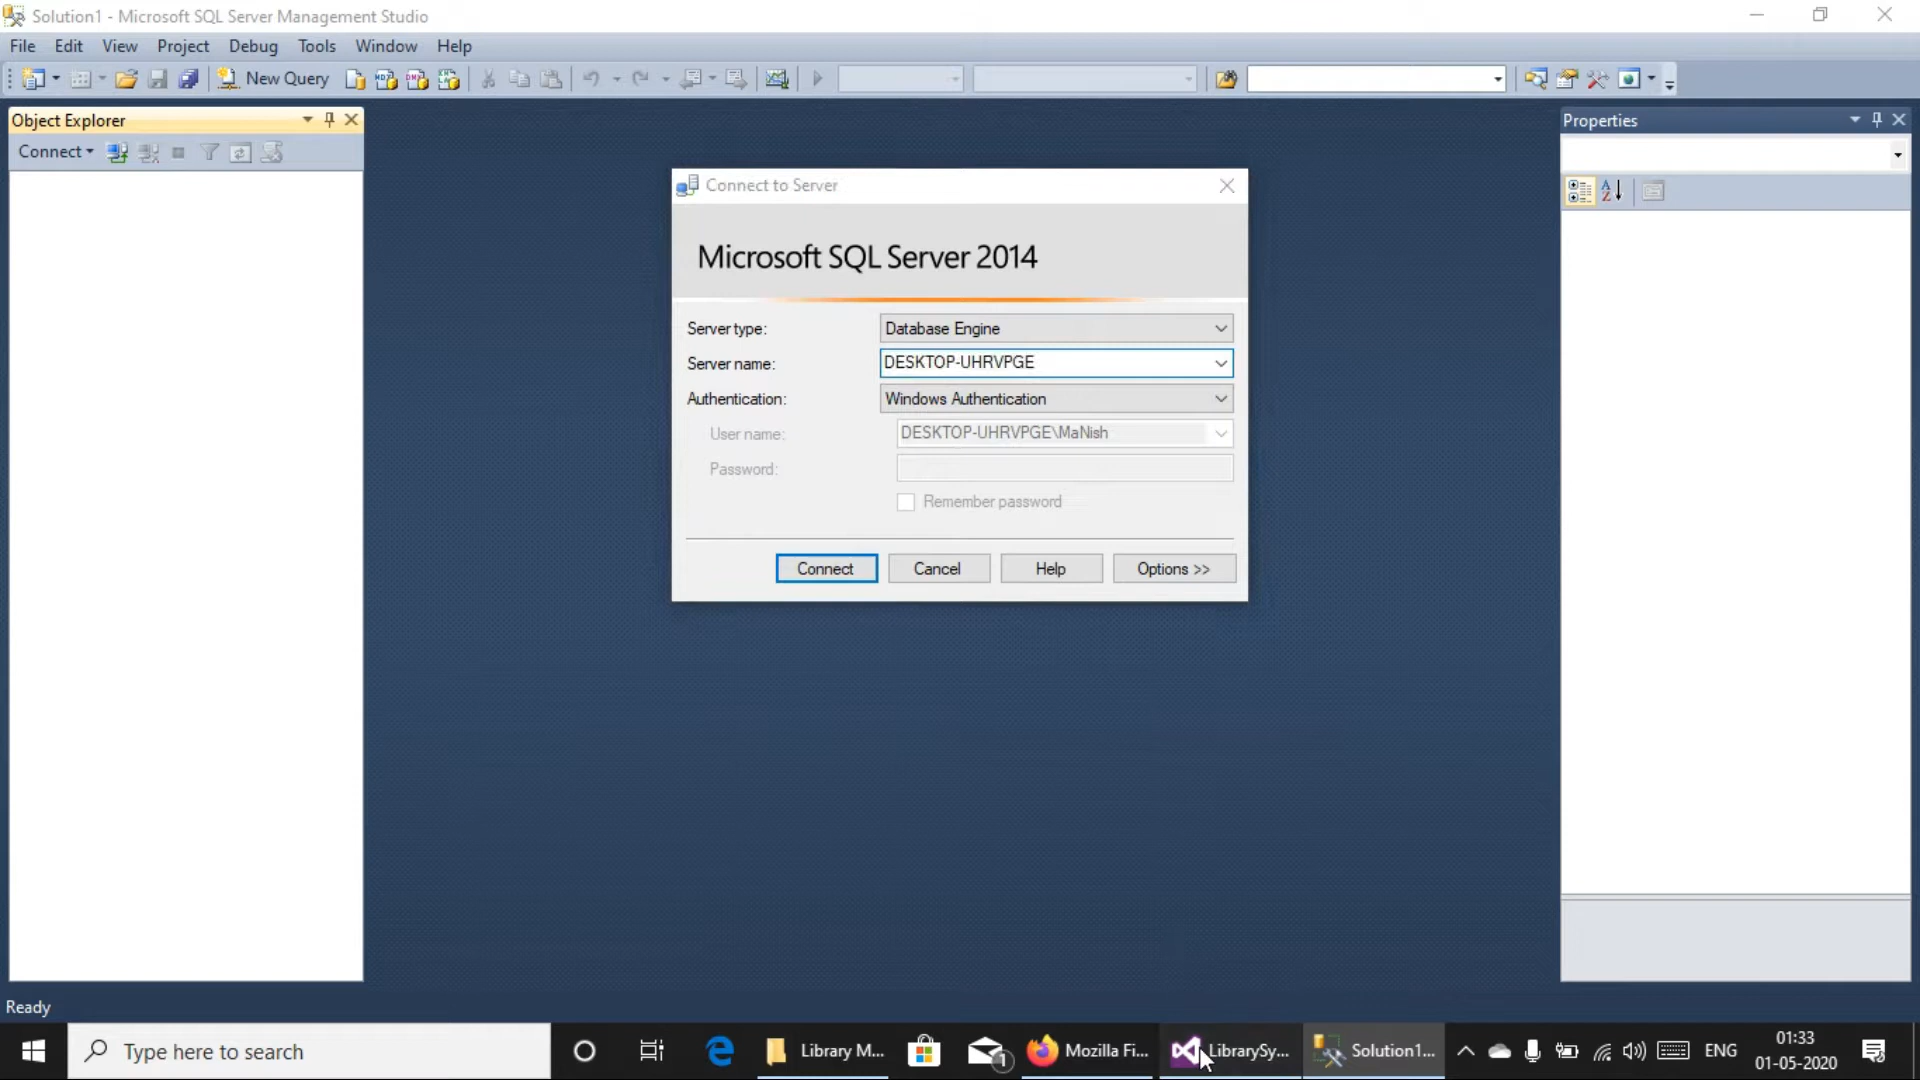 Solution1 - Microsoft SQL Server Management Studio
File Edit View Project Debug Tools Window Help
New Query
Object Explorer
Connect
Properties
Connect to Server
Microsoft SQL Server 2014
Server type: Database Engine
Server name: DESKTOP-UHRVPGE
Authentication: Windows Authentication
User name: DESKTOP-UHRVPGE\MaNish
Password:
Remember password
Connect Cancel Help Options >>
Ready
Type here to search
1
Library M...
Mozilla Fi...
LibrarySy...
Solution1...
ENG
01:33
01-05-2020